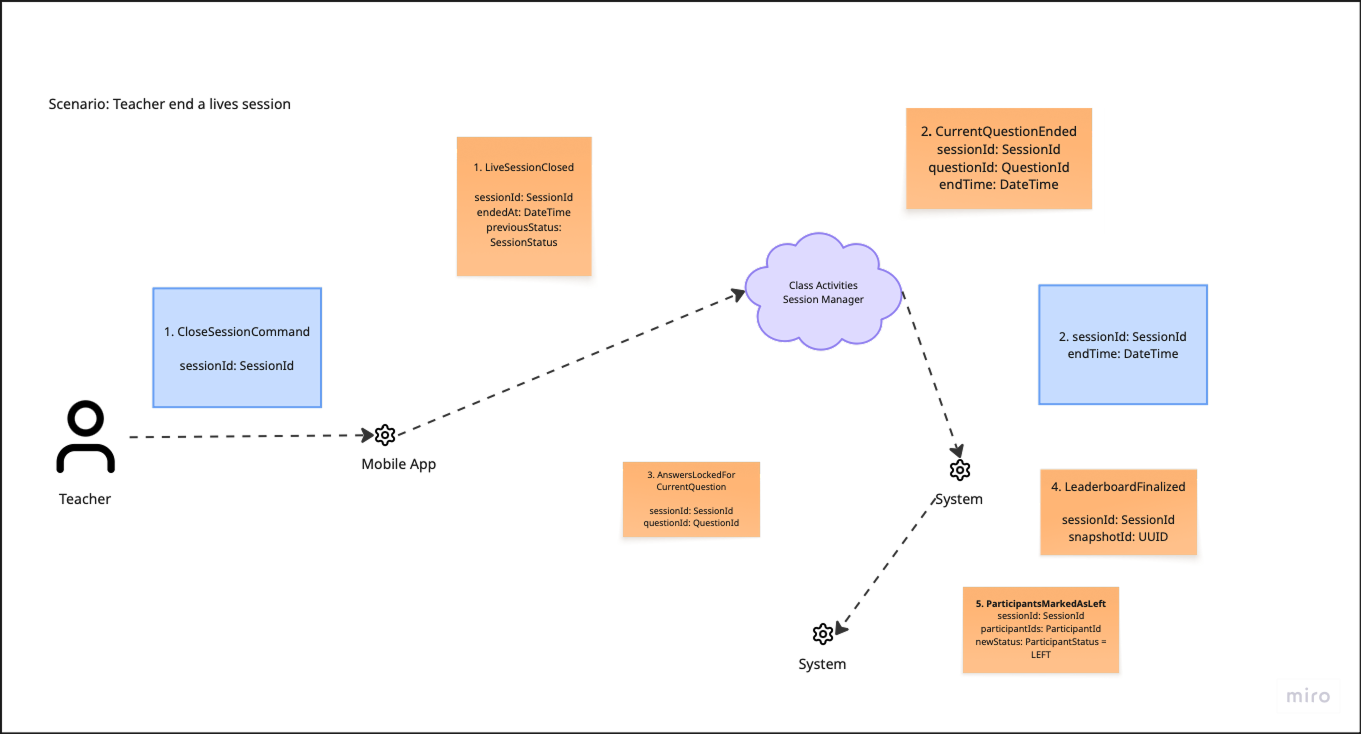 Scenario: Teacher end a lives session
1. LiveSessionClosed
sessionId: SessionId
endedAt: DateTime
previousStatus:
SessionStatus
2. CurrentQuestionEnded
sessionId: SessionId
questionId: QuestionId
endTime: DateTime
1. CloseSessionCommand
sessionId: SessionId
Class Activities
Session Manager
2. sessionId: SessionId
endTime: DateTime
Teacher
Mobile App
3. AnswersLockedFor
CurrentQuestion
sessionId: SessionId
questionId: QuestionId
System
4. LeaderboardFinalized
sessionId: SessionId
snapshotId: UUID
5. ParticipantsMarkedAsLeft
sessionId: SessionId
participantIds: ParticipantId
newStatus: ParticipantStatus =
LEFT
System
miro